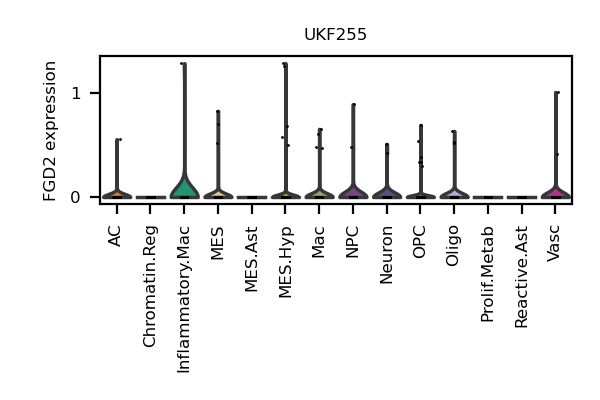 UKF255
FGD2 expression
1
0
AC
Chromatin.Reg
Inflammatory.Mac
MES
MES.Ast
MES.Hyp
Mac
NPC
Neuron
OPC
Oligo
Prolif.Metab
Reactive.Ast
Vasc